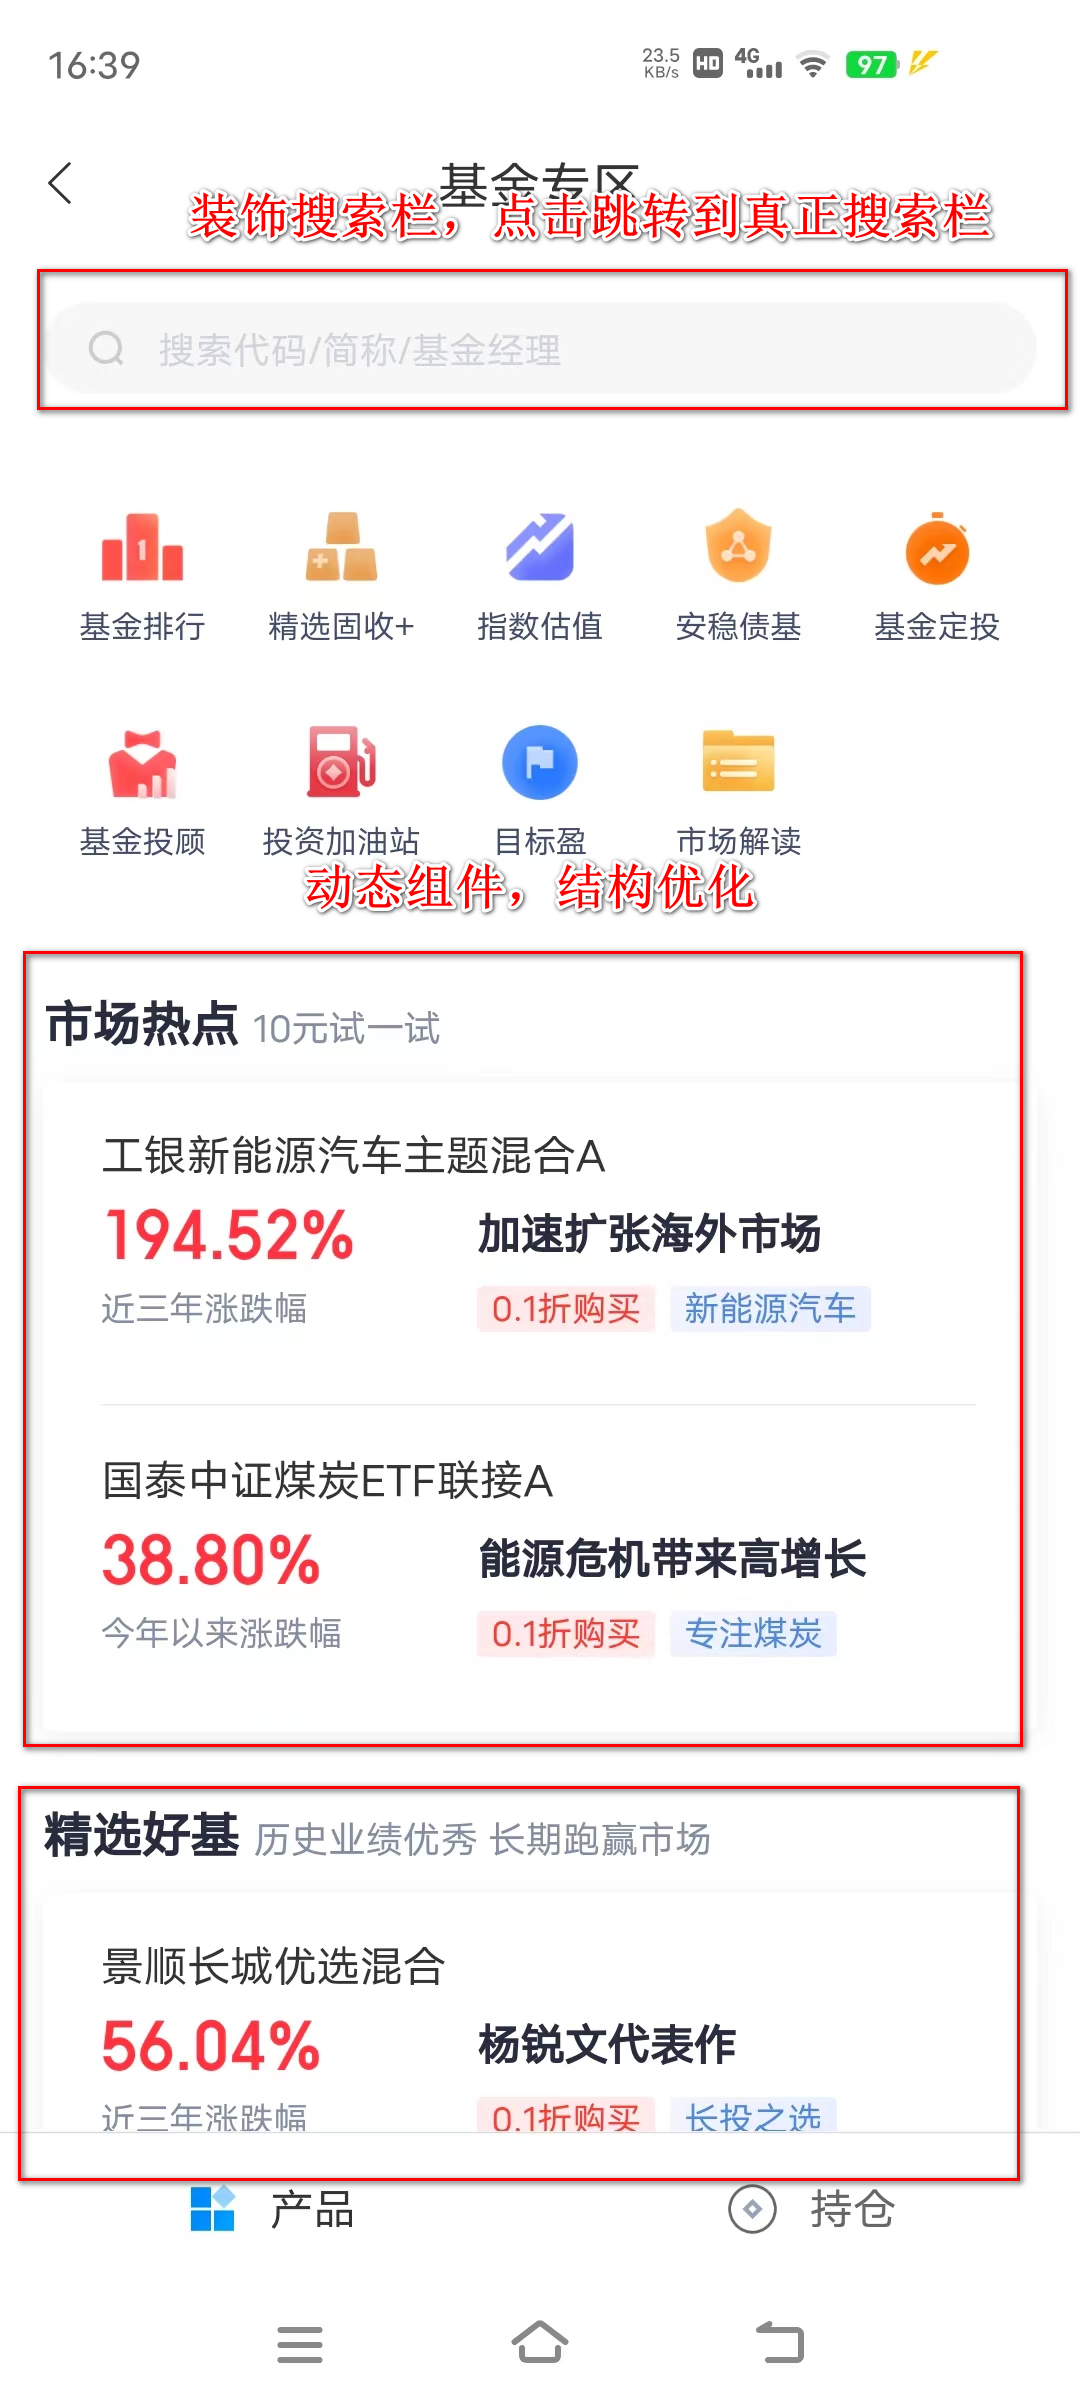 16:39
23.5 KB/s HD 4G 97
基金专区
装饰搜索栏，点击跳转到真正搜索栏
搜索代码/简称/基金经理
1
基金排行 精选固收+ 指数估值 安稳债基 基金定投
基金投顾 投资加油站 目标盈 市场解读
动态组件，结构优化
市场热点 10元试一试
工银新能源汽车主题混合A
194.52% 加速扩张海外市场
近三年涨跌幅 0.1折购买 新能源汽车
国泰中证煤炭ETF联接A
38.80% 能源危机带来高增长
今年以来涨跌幅 0.1折购买 专注煤炭
精选好基 历史业绩优秀 长期跑赢市场
景顺长城优选混合
56.04% 杨锐文代表作
近三年涨跌幅 0.1折购买 长投之选
产品 持仓